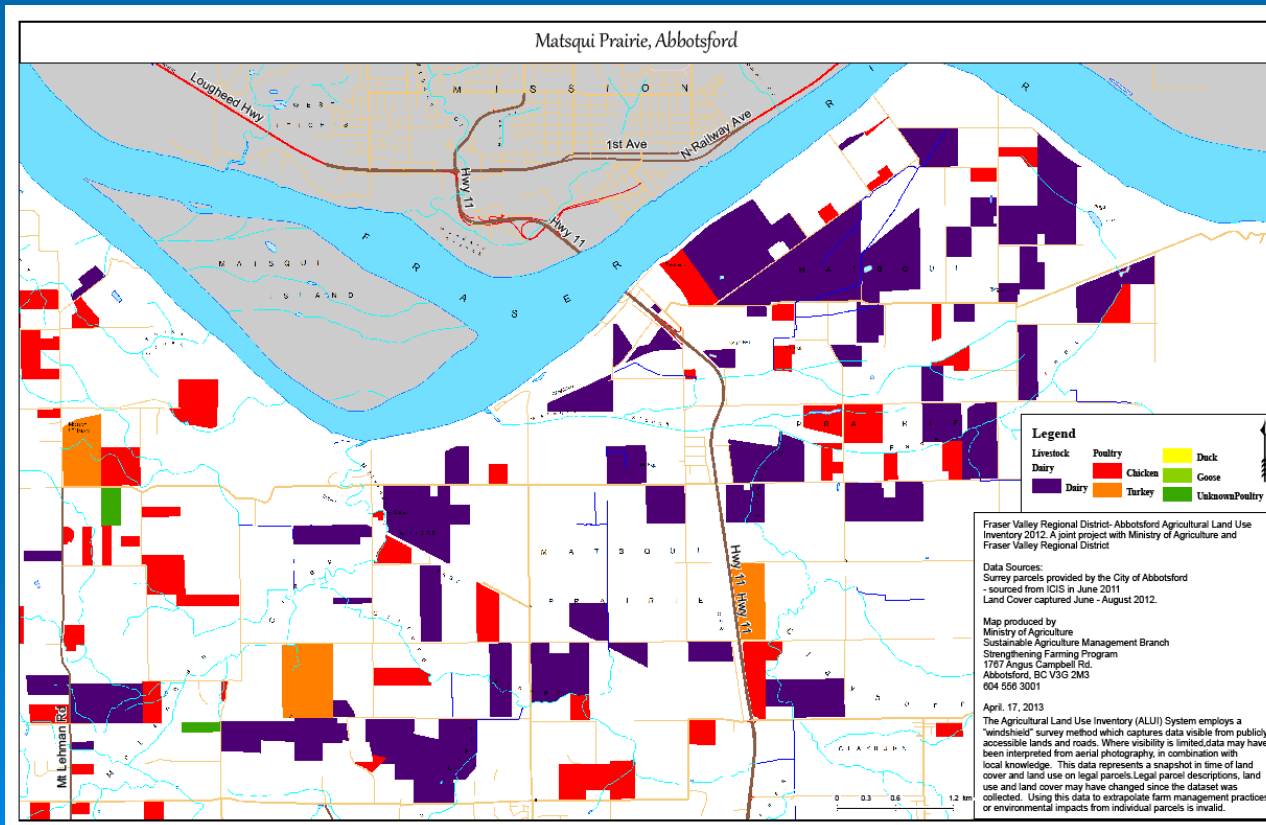 Matsqui Prairie, Abbotsford
Lougheed Hwy
WEST
MISSION
1st Ave
N Railway Ave
Hwy 11
Hwy 11
FRASER
MATSQUI
ISLAND
MATSQUI
PRAIRIE
Legend
Livestock
Poultry
Dairy
Dairy
Chicken
Turkey
Duck
Goose
UnknownPoultry
MATSQUI
PRAIRIE
Hwy 11 Hwy 11
CLAYBURN
Mt Lehman Rd
Fraser Valley Regional District- Abbotsford Agricultural Land Use
Inventory 2012. A joint project with Ministry of Agriculture and
Fraser Valley Regional District
Data Sources:
Surrey parcels provided by the City of Abbotsford
- sourced from ICIS in June 2011
Land Cover captured June - August 2012.
Map produced by
Ministry of Agriculture
Sustainable Agriculture Management Branch
Strengthening Farming Program
1767 Angus Campbell Rd.
Abbotsford, BC V3G 2M3
604 556 3001
April. 17, 2013
The Agricultural Land Use Inventory (ALUI) System employs a
"windshield" survey method which captures data visible from publicly
accessible lands and roads. Where visibility is limited,data may have
been interpreted from aerial photography, in combination with
local knowledge. This data represents a snapshot in time of land
cover and land use on legal parcels.Legal parcel descriptions, land
use and land cover may have changed since the dataset was
collected. Using this data to extrapolate farm management practices
or environmental impacts from individual parcels is invalid.
0 0.3 0.6 1.2 km